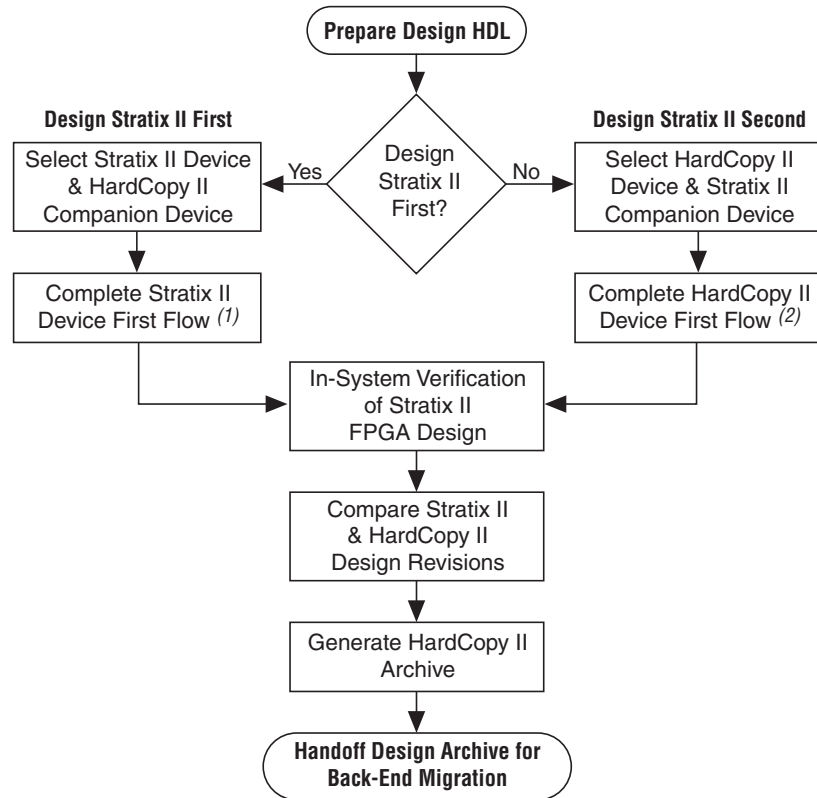 Prepare Design HDL
Design Stratix II First
Design Stratix II Second
Select Stratix II Device
& HardCopy II
Companion Device
Yes
Design
Stratix II
First?
No
Select HardCopy II
Device & Stratix II
Companion Device
Complete Stratix II
Device First Flow (1)
Complete HardCopy II
Device First Flow (2)
In-System Verification
of Stratix II
FPGA Design
Compare Stratix II
& HardCopy II
Design Revisions
Generate HardCopy II
Archive
Handoff Design Archive for
Back-End Migration